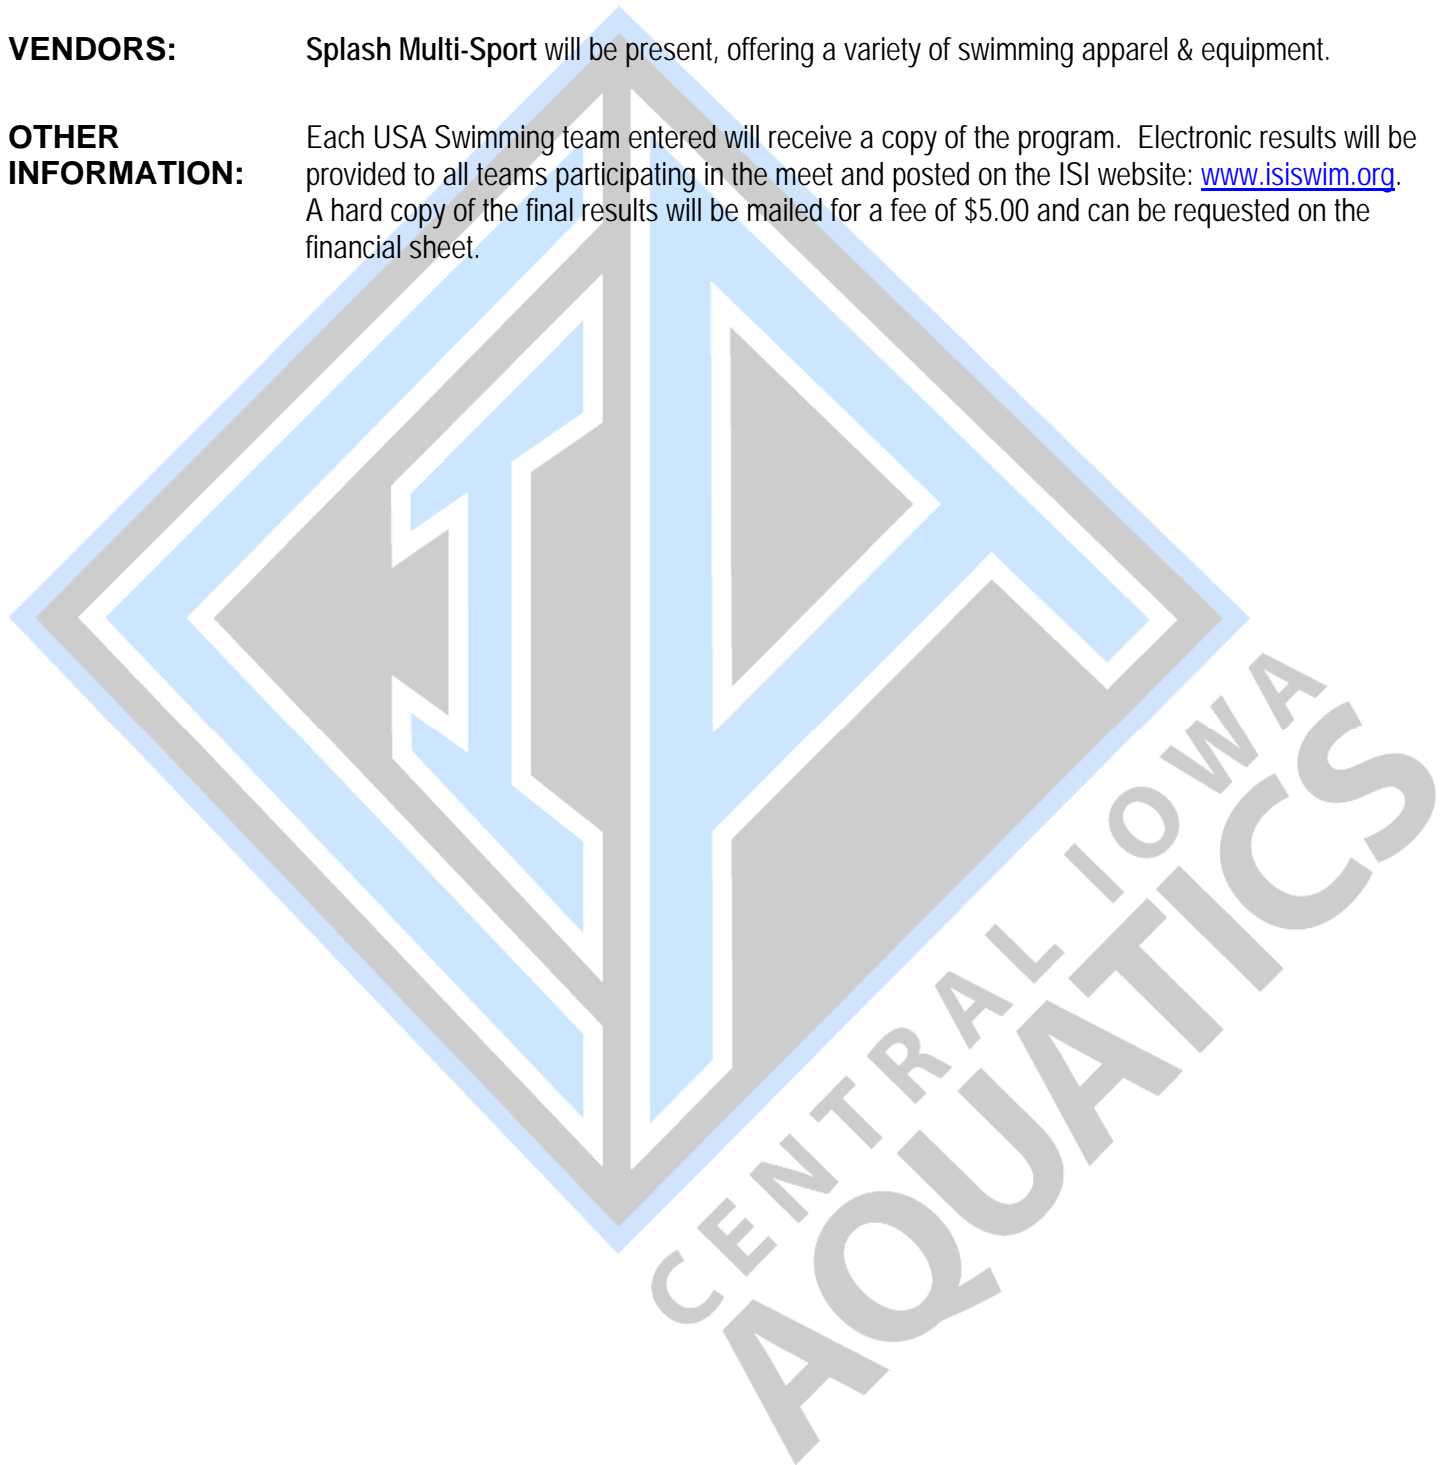 VENDORS: Splash Multi-Sport will be present, offering a variety of swimming apparel & equipment.
OTHER INFORMATION: Each USA Swimming team entered will receive a copy of the program. Electronic results will be
provided to all teams participating in the meet and posted on the ISI website: www.isiswim.org.
A hard copy of the final results will be mailed for a fee of $5.00 and can be requested on the
financial sheet.
CIA
CENTRAL IOWA
AQUATICS